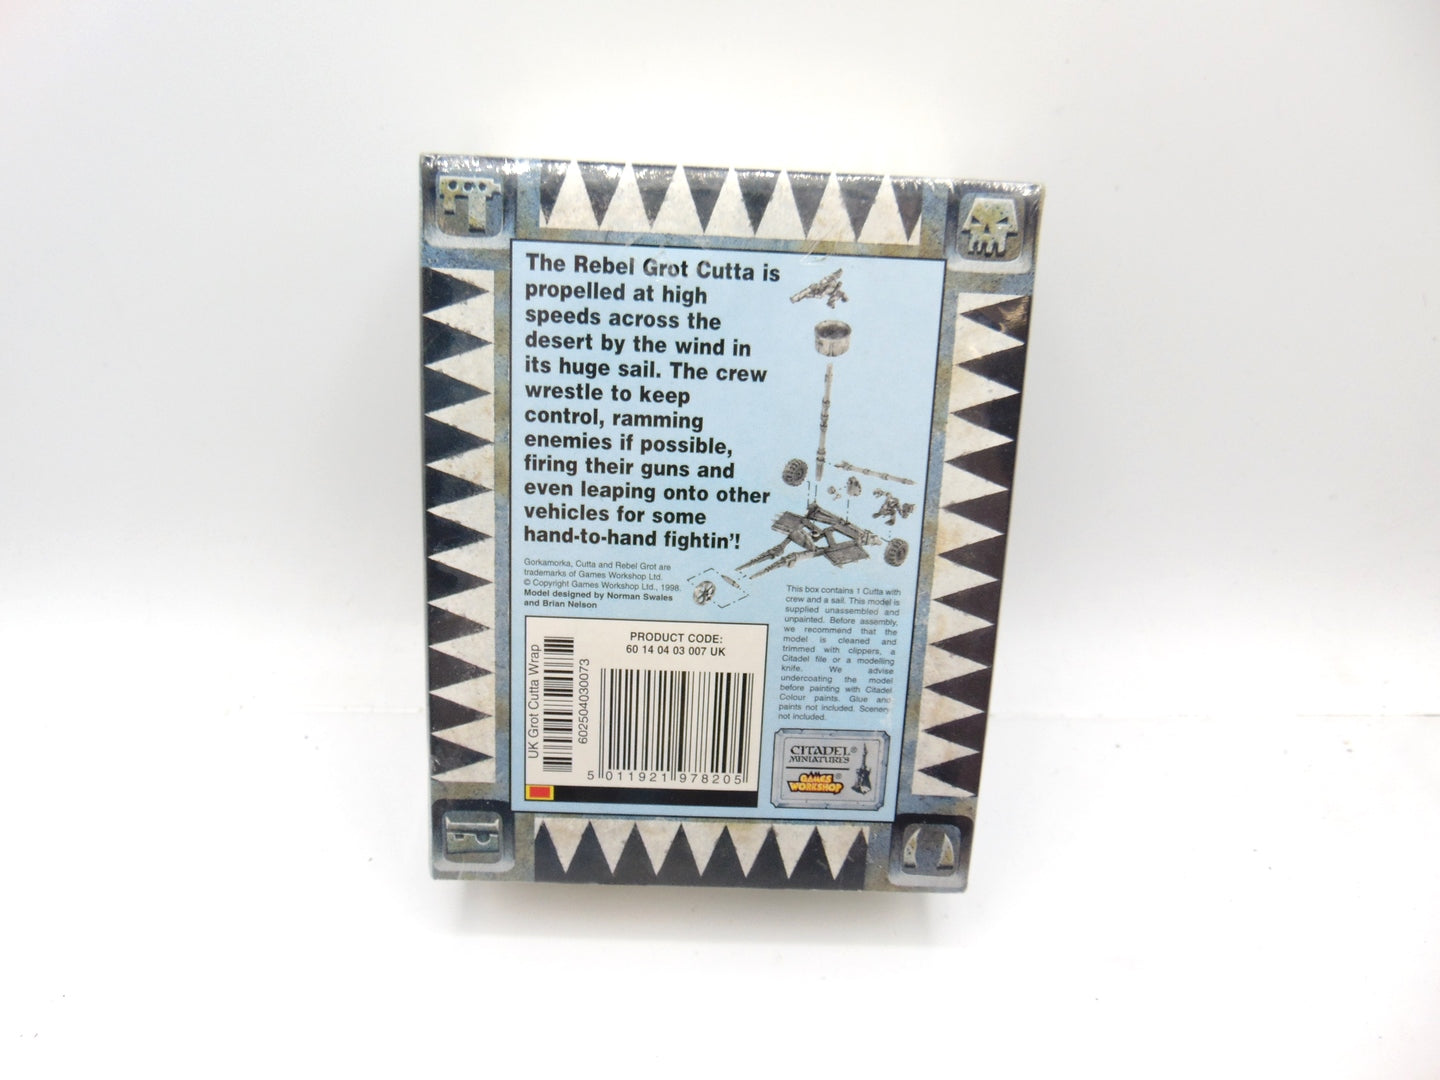 The Rebel Grot Cutta is
propelled at high
speeds across the
desert by the wind in
its huge sail. The crew
wrestle to keep
control, ramming
enemies if possible,
firing their guns and
even leaping onto other
vehicles for some
hand-to-hand fightin'!
Gorkamorka, Cutta and Rebel Grot are
trademarks of Games Workshop Ltd.
© Copyright Games Workshop Ltd., 1998.
Model designed by Norman Swales
and Brian Nelson
This box contains 1 Cutta with
crew and a sail. This model is
supplied unassembled and
unpainted. Before assembly,
we recommend that the
model is cleaned and
trimmed with clippers, a
Citadel file or a modelling
knife. We advise
undercoating the model
before painting with Citadel
Colour paints. Glue and
paints not included. Scenery
not included.
UK Grot Cutta Wrap
602504030073
PRODUCT CODE:
60 14 04 03 007 UK
5 011921 978205
CITADEL®
MINIATURES
GAMES®
WORKSHOP